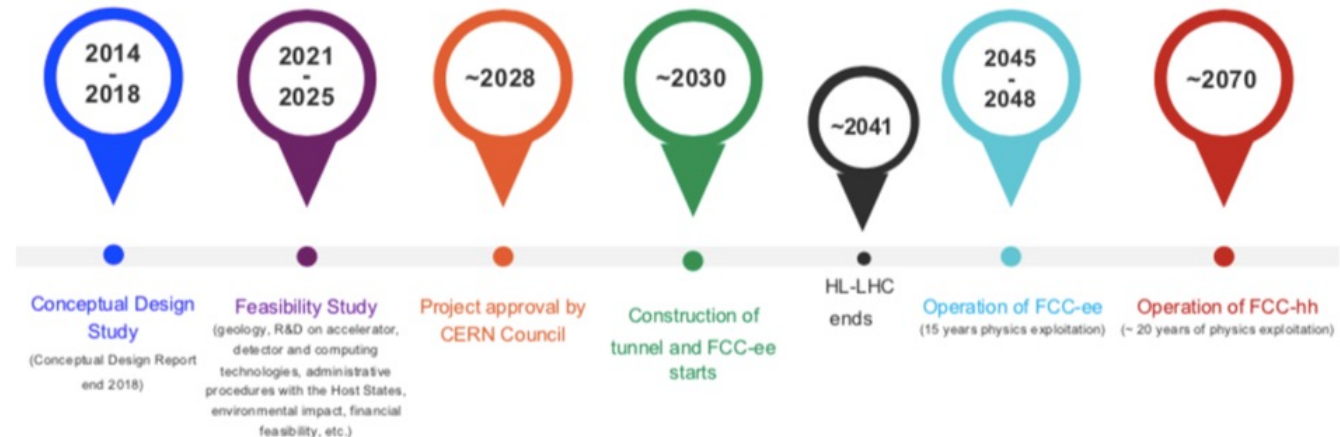 2014
-
2018
2021
-
2025
~2028
~2030
~2041
2045
-
2048
~2070
Conceptual Design
Study
(Conceptual Design Report
end 2018)
Feasibility Study
(geology, R&D on accelerator,
detector and computing
technologies, administrative
procedures with the Host States,
environmental impact, financial
feasibility, etc.)
Project approval by
CERN Council
Construction of
tunnel and FCC-ee
starts
HL-LHC
ends
Operation of FCC-ee
(15 years physics exploitation)
Operation of FCC-hh
(~ 20 years of physics exploitation)